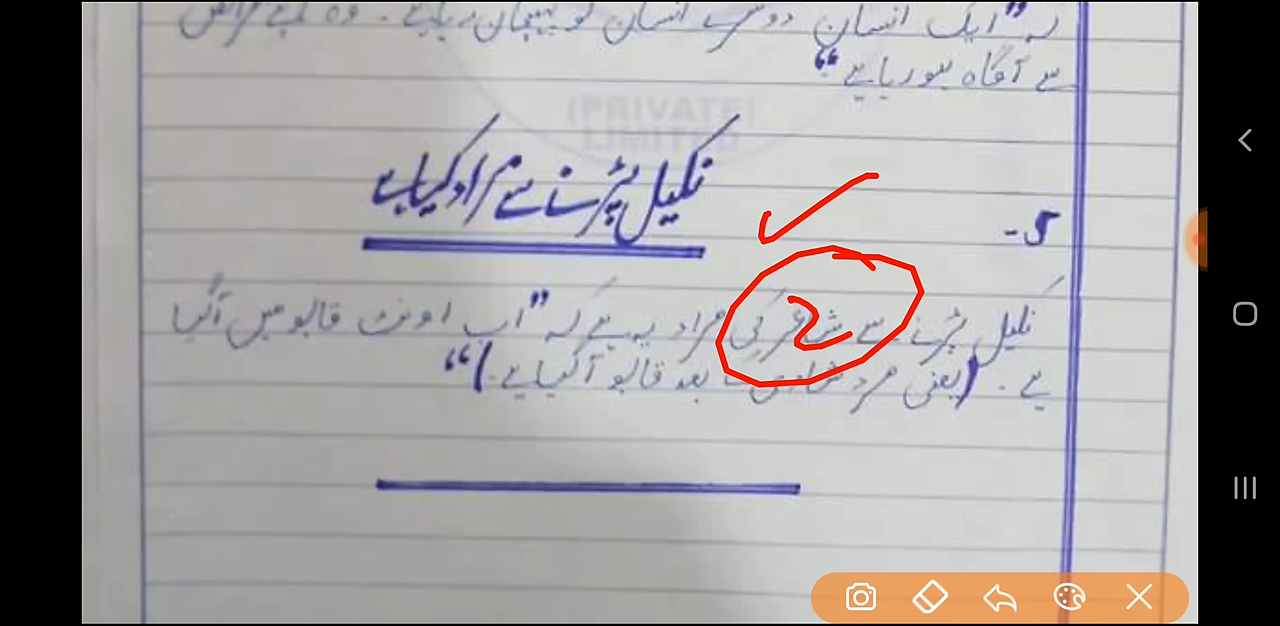 کہ "ایک انسان دوسرے انسان کو پہچان رہا ہے۔ وہ اپنے فرائض
سے آگاہ ہو رہا ہے"
(PRIVATE)
LIMITED
5-
نکیل پڑنے سے مراد کیا ہے
2
نکیل پڑنے سے شاعر کی مراد یہ ہے کہ "اب اونٹ قابو میں آگیا
ہے۔ (یعنی مرد شادی کے بعد قابو آگیا ہے۔)"